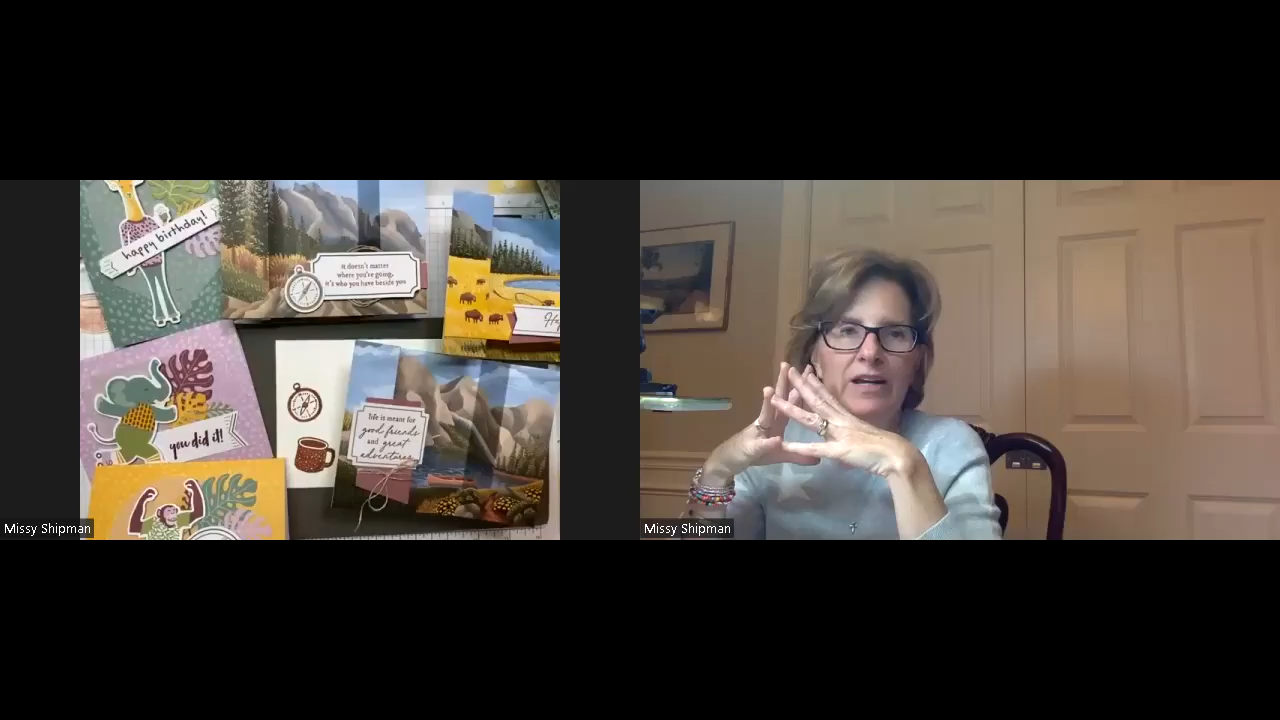 happy birthday!
it doesn't matter
where you're going,
it's who you have beside you.
life is meant for
good friends
and great
adventures.
you did it!
Missy Shipman
Missy Shipman